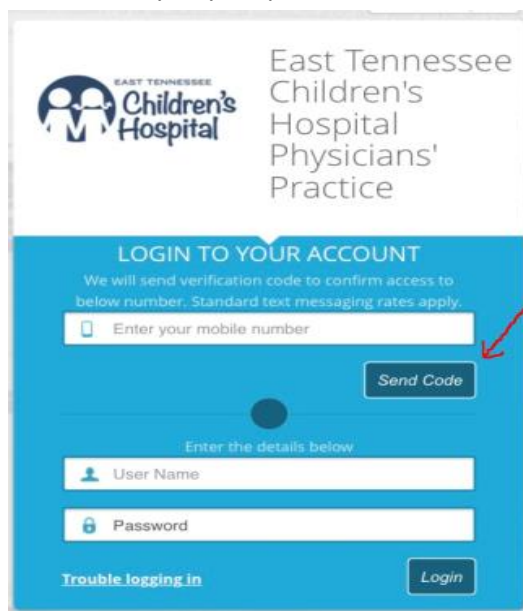 EAST TENNESSEE
Children's
Hospital
East Tennessee
Children's
Hospital
Physicians'
Practice
LOGIN TO YOUR ACCOUNT
We will send verification code to confirm access to
below number. Standard text messaging rates apply.
Enter your mobile number
Send Code
Enter the details below
User Name
Password
Trouble logging in
Login